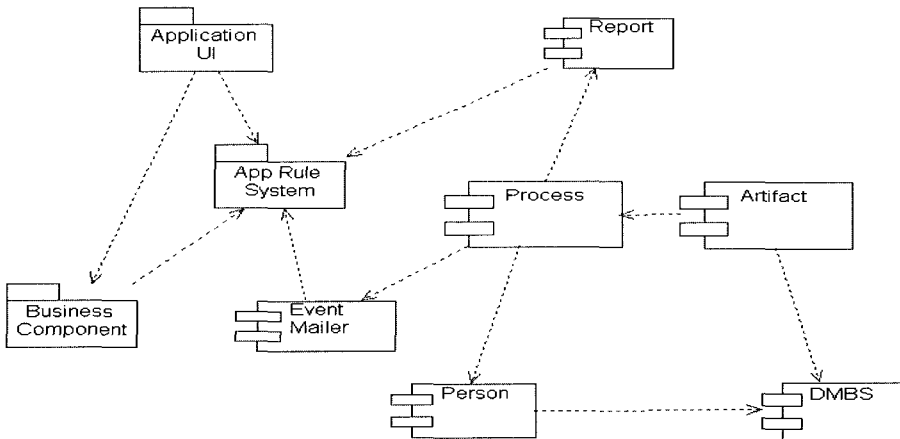 Application
UI
Report
App Rule
System
Process
Artifact
Business
Component
Event
Mailer
Person
DMBS